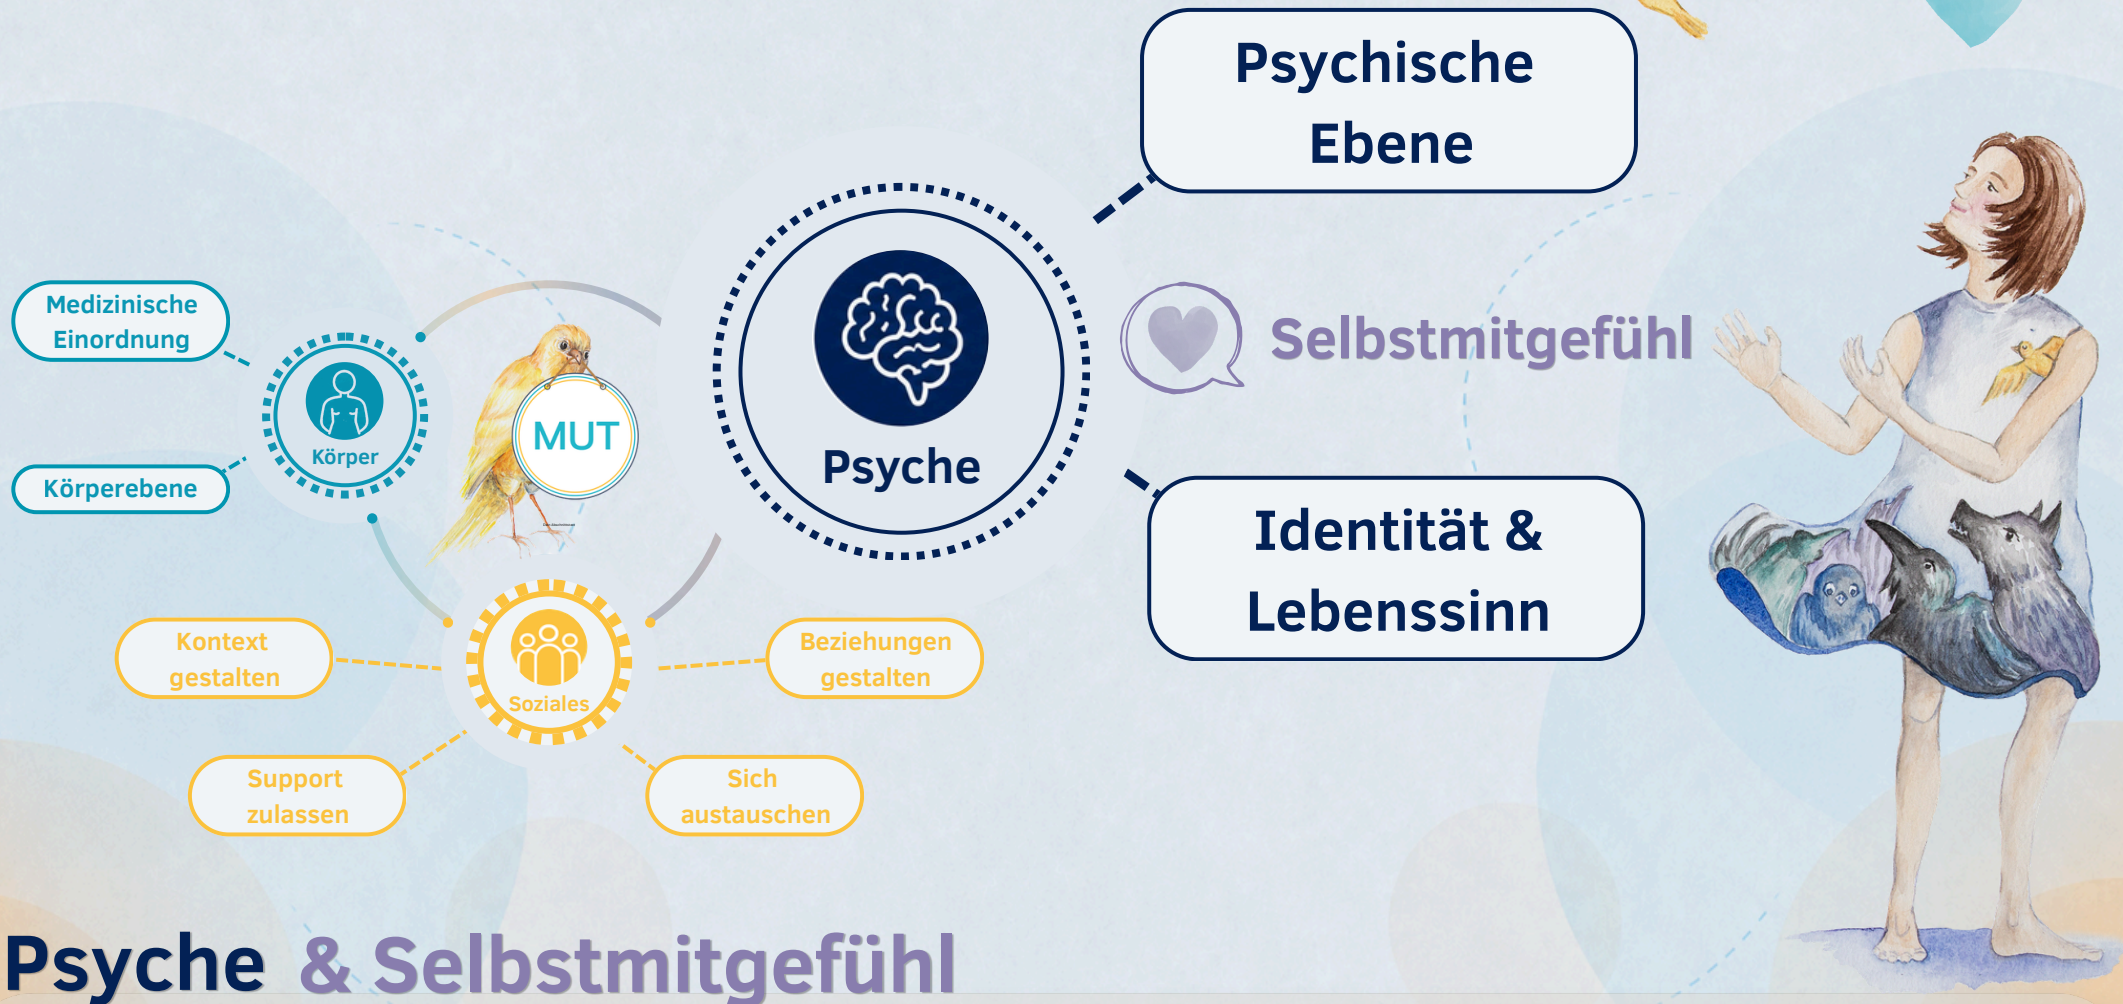 Psychische
Ebene
Medizinische
Einordnung
Körper
Körperebene
MUT
Psyche
Selbstmitgefühl
Identität &
Lebenssinn
Kontext
gestalten
Soziales
Beziehungen
gestalten
Support
zulassen
Sich
austauschen
Psyche & Selbstmitgefühl